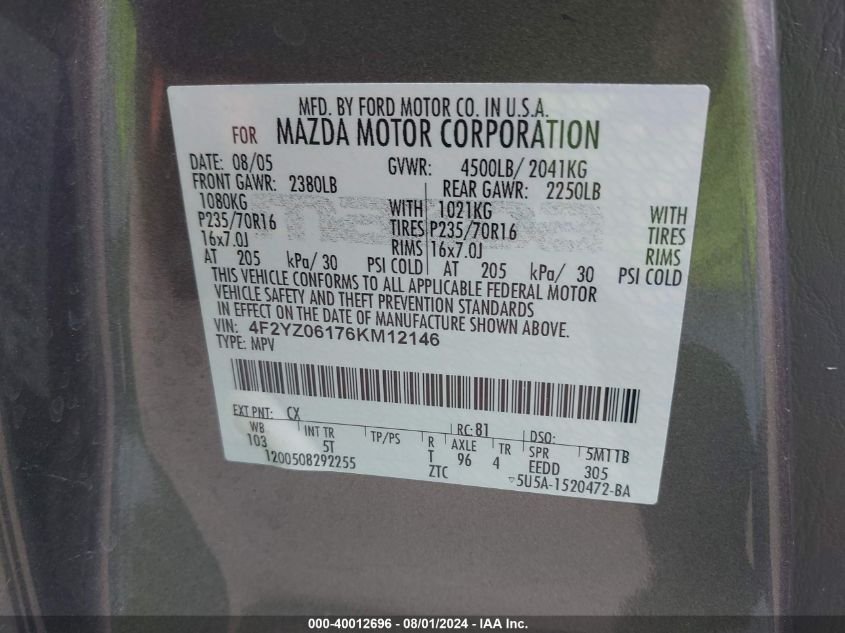 MFD. BY FORD MOTOR CO. IN U.S.A.
FOR MAZDA MOTOR CORPORATION
DATE: 08/05 GVWR: 4500LB/ 2041KG
FRONT GAWR: 2380LB REAR GAWR: 2250LB
1080KG WITH 1021KG WITH
P235/70R16 TIRES P235/70R16 TIRES
16x7.0J RIMS 16x7.0J RIMS
AT 205 kPa/ 30 PSI COLD AT 205 kPa/ 30 PSI COLD
THIS VEHICLE CONFORMS TO ALL APPLICABLE FEDERAL MOTOR
VEHICLE SAFETY AND THEFT PREVENTION STANDARDS
IN EFFECT ON THE DATE OF MANUFACTURE SHOWN ABOVE.
VIN: 4F2YZ06176KM12146
TYPE: MPV
EXT PNT: CX RC: 81 DSO:
WB INT TR TP/PS R AXLE TR SPR 5M11B
103 5T T 96 4 EEDD 305
1200508292255 ZTC 5U5A-1520472-BA
000-40012696 - 08/01/2024 - IAA Inc.